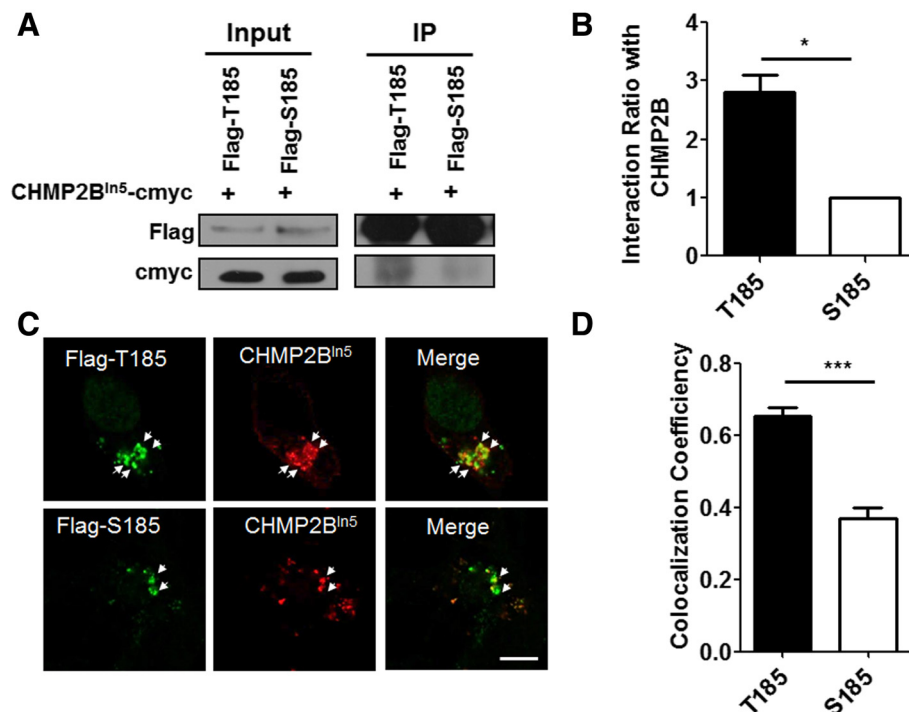 A
Input
IP
Flag-T185
Flag-S185
Flag-T185
Flag-S185
CHMP2B^In5-cmyc
+
+
+
+
Flag
cmyc
B
Interaction Ratio with
CHMP2B
4
3
2
1
0
*
T185
S185
C
Flag-T185
CHMP2B^In5
Merge
Flag-S185
CHMP2B^In5
Merge
D
Colocalization Coefficiency
0.8
0.6
0.4
0.2
0.0
***
T185
S185